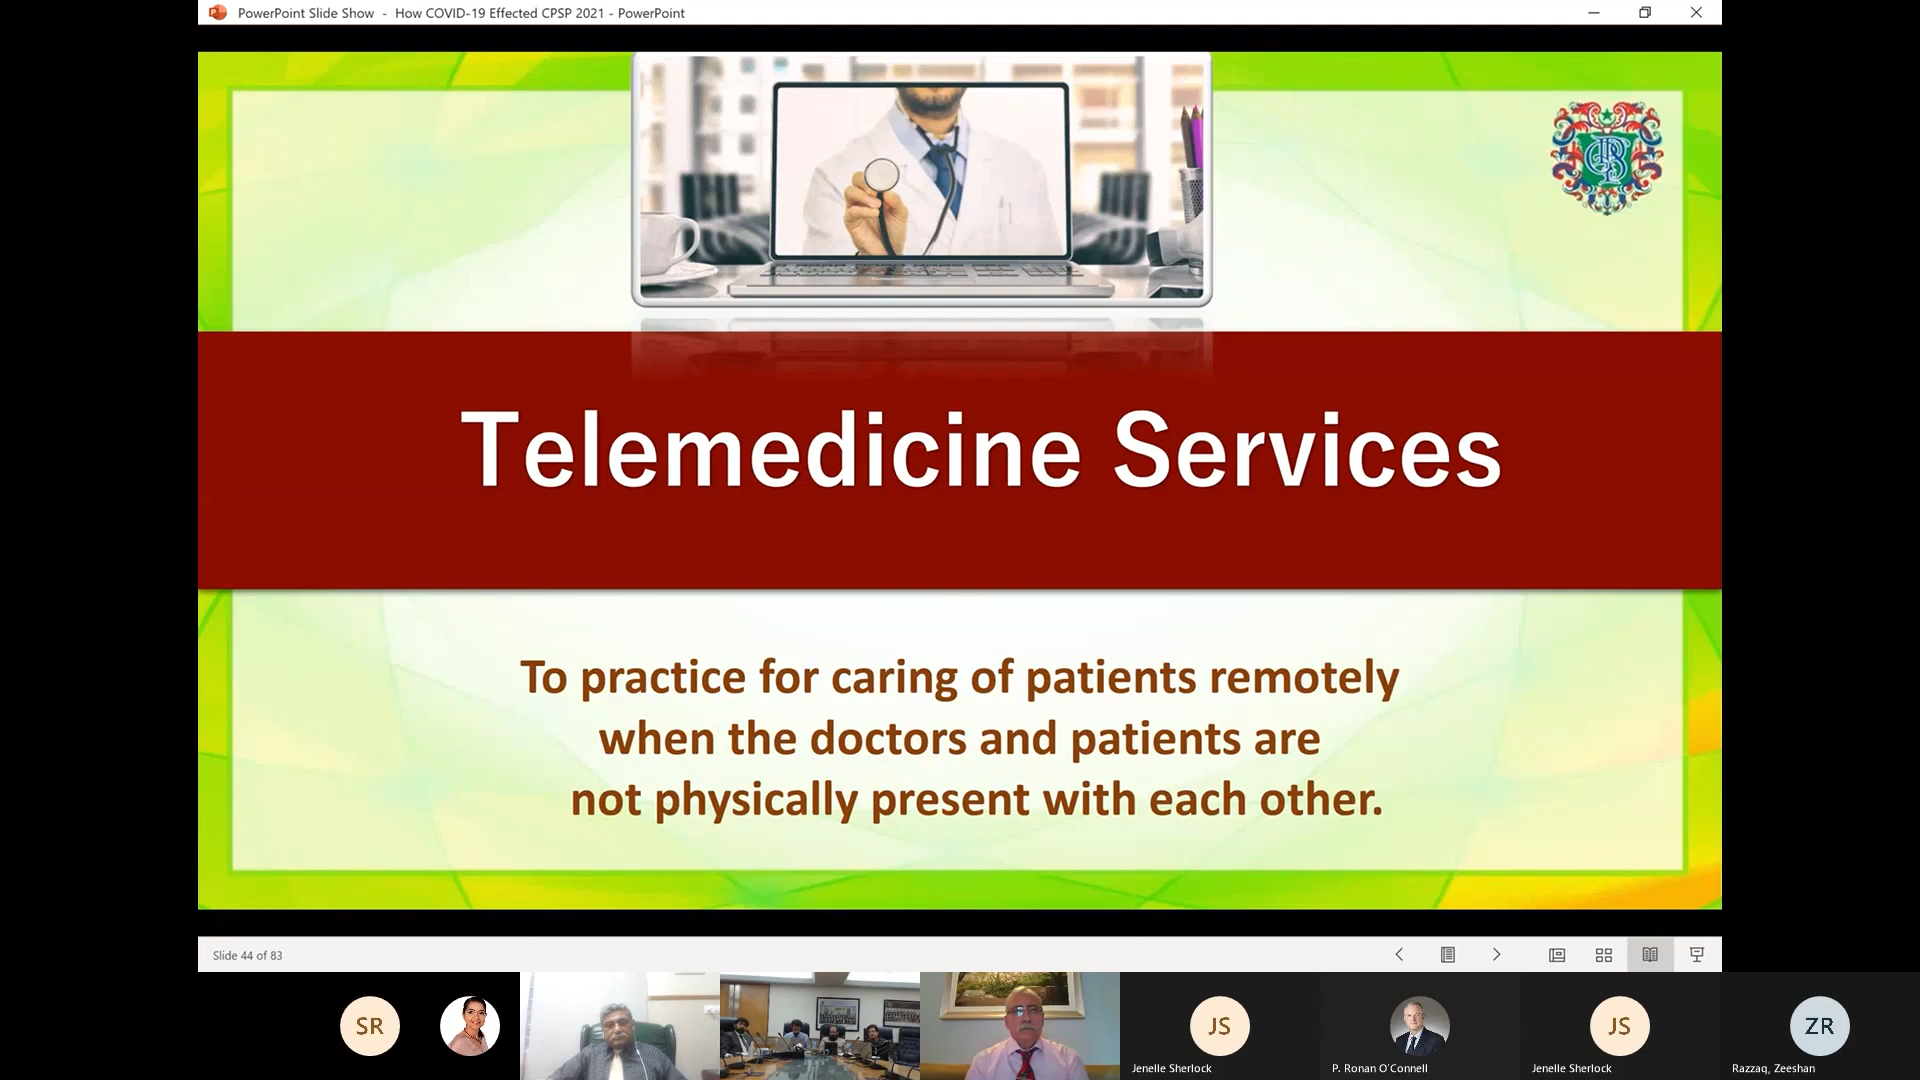 PowerPoint Slide Show - How COVID-19 Effected CPSP 2021 - PowerPoint
Telemedicine Services
To practice for caring of patients remotely
when the doctors and patients are
not physically present with each other.
Slide 44 of 83
SR
JS
JS
ZR
Jenelle Sherlock
P. Ronan O'Connell
Jenelle Sherlock
Razzaq, Zeeshan